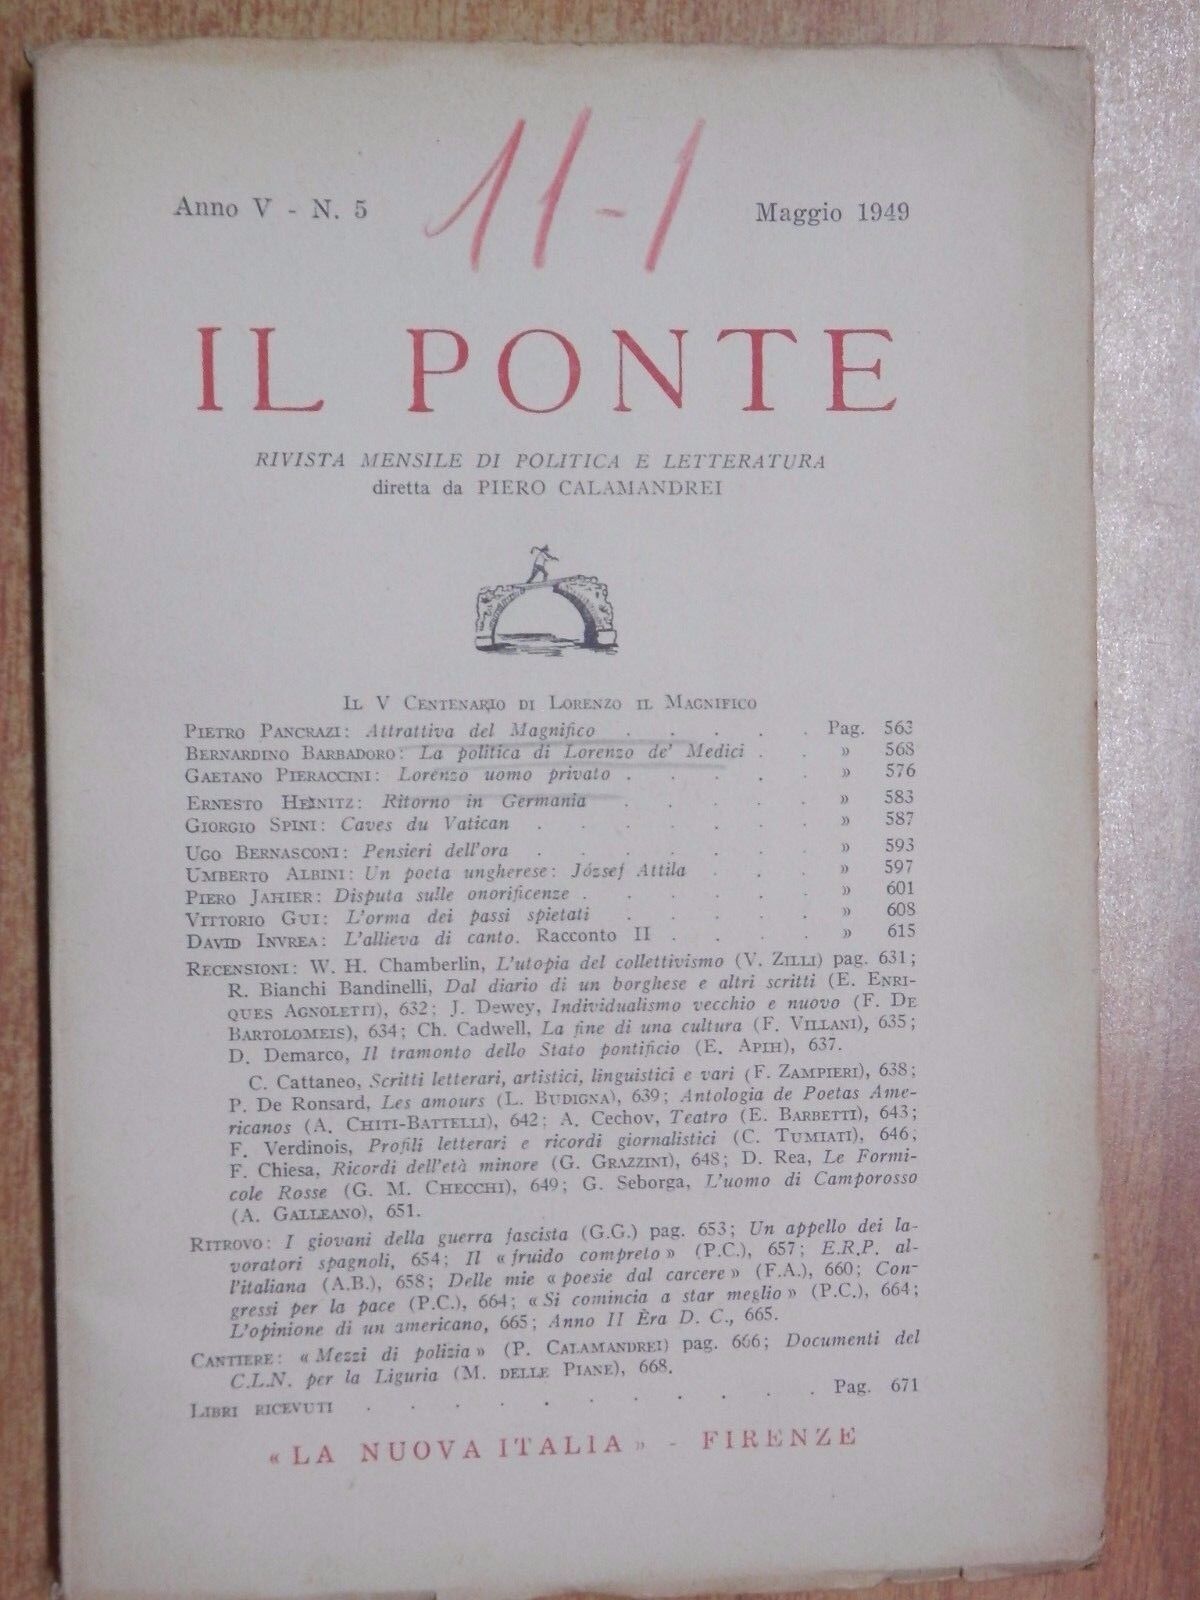 11-1
Anno V - N. 5 Maggio 1949
IL PONTE
RIVISTA MENSILE DI POLITICA E LETTERATURA
diretta da PIERO CALAMANDREI
IL V CENTENARIO DI LORENZO IL MAGNIFICO
PIETRO PANCRAZI: Attrattiva del Magnifico . . . . . Pag. 563
BERNARDINO BARBADORO: La politica di Lorenzo de' Medici . . » 568
GAETANO PIERACCINI: Lorenzo uomo privato . . . . . » 576
ERNESTO HEINITZ: Ritorno in Germania . . . . . » 583
GIORGIO SPINI: Caves du Vatican . . . . . . » 587
UGO BERNASCONI: Pensieri dell'ora . . . . . . » 593
UMBERTO ALBINI: Un poeta ungherese: József Attila . . . » 597
PIERO JAHIER: Disputa sulle onorificenze . . . . . » 601
VITTORIO GUI: L'orma dei passi spietati . . . . . » 608
DAVID INVREA: L'allieva di canto. Racconto II . . . . » 615
RECENSIONI: W. H. Chamberlin, L'utopia del collettivismo (V. ZILLI) pag. 631;
R. Bianchi Bandinelli, Dal diario di un borghese e altri scritti (E. ENRI-
QUES AGNOLETTI), 632; J. Dewey, Individualismo vecchio e nuovo (F. DE
BARTOLOMEIS), 634; Ch. Cadwell, La fine di una cultura (F. VILLANI), 635;
D. Demarco, Il tramonto dello Stato pontificio (E. APIH), 637.
C. Cattaneo, Scritti letterari, artistici, linguistici e vari (F. ZAMPIERI), 638;
P. De Ronsard, Les amours (L. BUDIGNA), 639; Antologia de Poetas Ame-
ricanos (A. CHITI-BATTELLI), 642; A. Cechov, Teatro (E. BARBETTI), 643;
F. Verdinois, Profili letterari e ricordi giornalistici (C. TUMIATI), 646;
F. Chiesa, Ricordi dell'età minore (G. GRAZZINI), 648; D. Rea, Le Formi-
cole Rosse (G. M. CHECCHI), 649; G. Seborga, L'uomo di Camporosso
(A. GALLEANO), 651.
RITROVO: I giovani della guerra fascista (G.G.) pag. 653; Un appello dei la-
voratori spagnoli, 654; Il « fruido compreto » (P.C.), 657; E.R.P. al-
l'italiana (A.B.), 658; Delle mie « poesie dal carcere » (F.A.), 660; Con-
gressi per la pace (P.C.), 664; « Si comincia a star meglio » (P.C.), 664;
L'opinione di un americano, 665; Anno II Èra D. C., 665.
CANTIERE: « Mezzi di polizia » (P. CALAMANDREI) pag. 666; Documenti del
C.L.N. per la Liguria (M. DELLE PIANE), 668.
LIBRI RICEVUTI . . . . . . . . . . Pag. 671
« LA NUOVA ITALIA » - FIRENZE